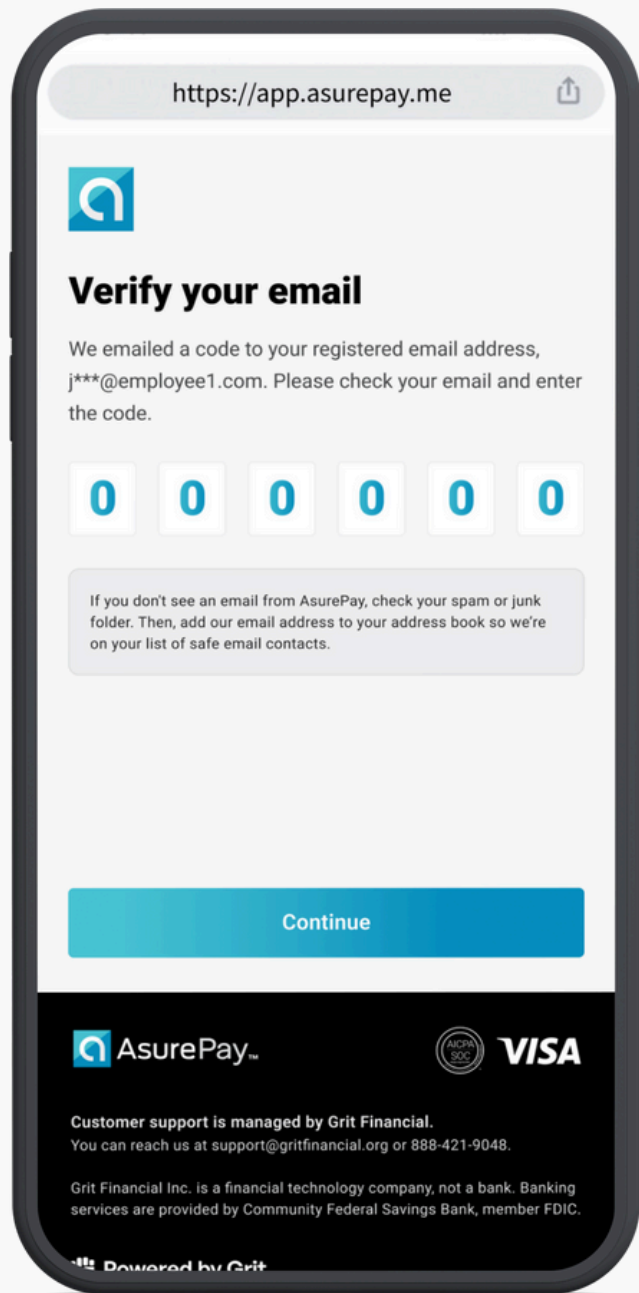 https://app.asurepay.me
Verify your email
We emailed a code to your registered email address,
j***@employee1.com. Please check your email and enter
the code.
0 0 0 0 0 0
If you don't see an email from AsurePay, check your spam or junk
folder. Then, add our email address to your address book so we're
on your list of safe email contacts.
Continue
AsurePay™
AICPA
SOC
VISA
Customer support is managed by Grit Financial.
You can reach us at support@gritfinancial.org or 888-421-9048.
Grit Financial Inc. is a financial technology company, not a bank. Banking
services are provided by Community Federal Savings Bank, member FDIC.
Powered by Grit